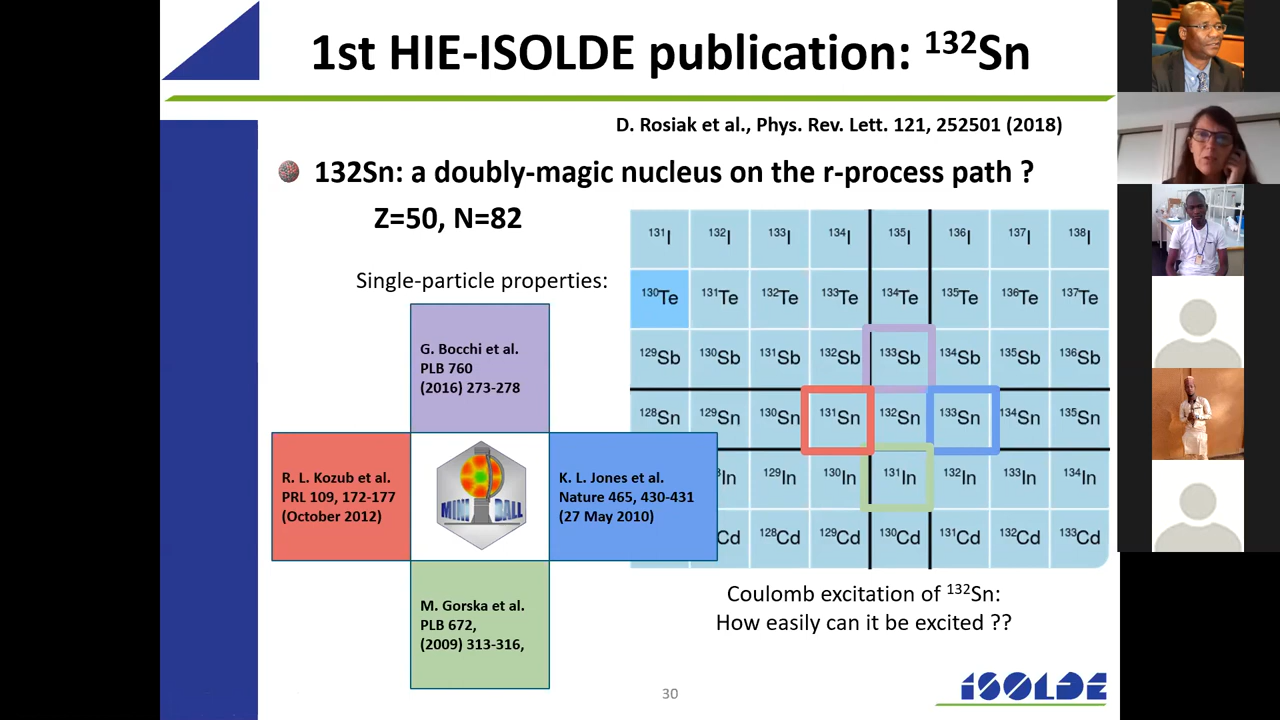 1st HIE-ISOLDE publication: ¹³²Sn
D. Rosiak et al., Phys. Rev. Lett. 121, 252501 (2018)
132Sn: a doubly-magic nucleus on the r-process path ?
Z=50, N=82
Single-particle properties:
G. Bocchi et al.
PLB 760
(2016) 273-278
R. L. Kozub et al.
PRL 109, 172-177
(October 2012)
MINIBALL
K. L. Jones et al.
Nature 465, 430-431
(27 May 2010)
M. Gorska et al.
PLB 672,
(2009) 313-316,
¹³¹I ¹³²I ¹³³I ¹³⁴I ¹³⁵I ¹³⁶I ¹³⁷I ¹³⁸I
¹³⁰Te ¹³¹Te ¹³²Te ¹³³Te ¹³⁴Te ¹³⁵Te ¹³⁶Te ¹³⁷Te
¹²⁹Sb ¹³⁰Sb ¹³¹Sb ¹³²Sb ¹³³Sb ¹³⁴Sb ¹³⁵Sb ¹³⁶Sb
¹²⁸Sn ¹²⁹Sn ¹³⁰Sn ¹³¹Sn ¹³²Sn ¹³³Sn ¹³⁴Sn ¹³⁵Sn
⁸In ¹²⁹In ¹³⁰In ¹³¹In ¹³²In ¹³³In ¹³⁴In
Cd ¹²⁸Cd ¹²⁹Cd ¹³⁰Cd ¹³¹Cd ¹³²Cd ¹³³Cd
Coulomb excitation of ¹³²Sn:
How easily can it be excited ??
30
ISOLDE